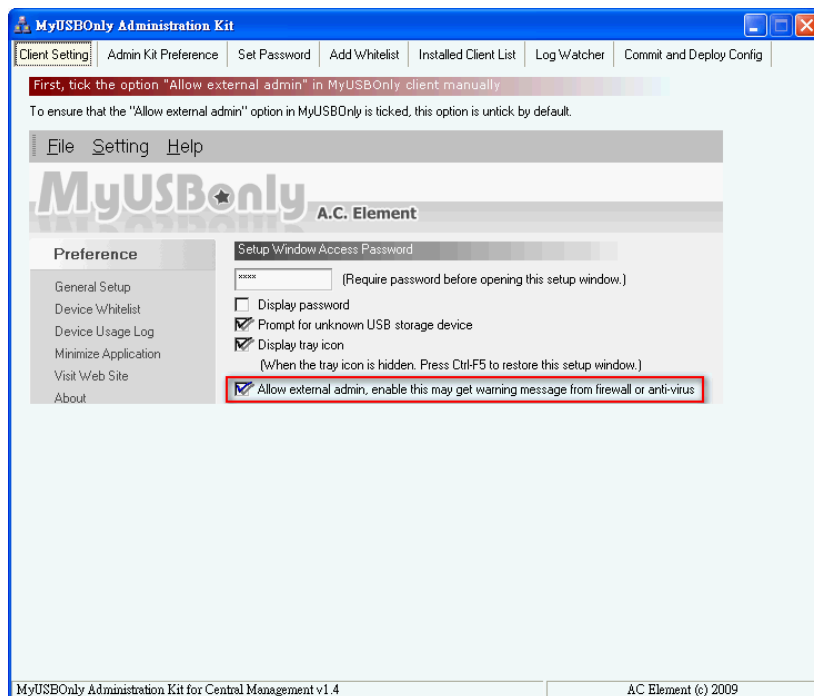 MyUSBOnly Administration Kit
Client Setting Admin Kit Preference Set Password Add Whitelist Installed Client List Log Watcher Commit and Deploy Config
First, tick the option "Allow external admin" in MyUSBOnly client manually
To ensure that the "Allow external admin" option in MyUSBOnly is ticked, this option is untick by default.
File Setting Help
MyUSBonly A.C. Element
Preference
General Setup
Device Whitelist
Device Usage Log
Minimize Application
Visit Web Site
About
Setup Window Access Password
xxxx (Require password before opening this setup window.)
Display password
Prompt for unknown USB storage device
Display tray icon
(When the tray icon is hidden. Press Ctrl-F5 to restore this setup window.)
Allow external admin, enable this may get warning message from firewall or anti-virus
MyUSBOnly Administration Kit for Central Management v1.4 AC Element (c) 2009